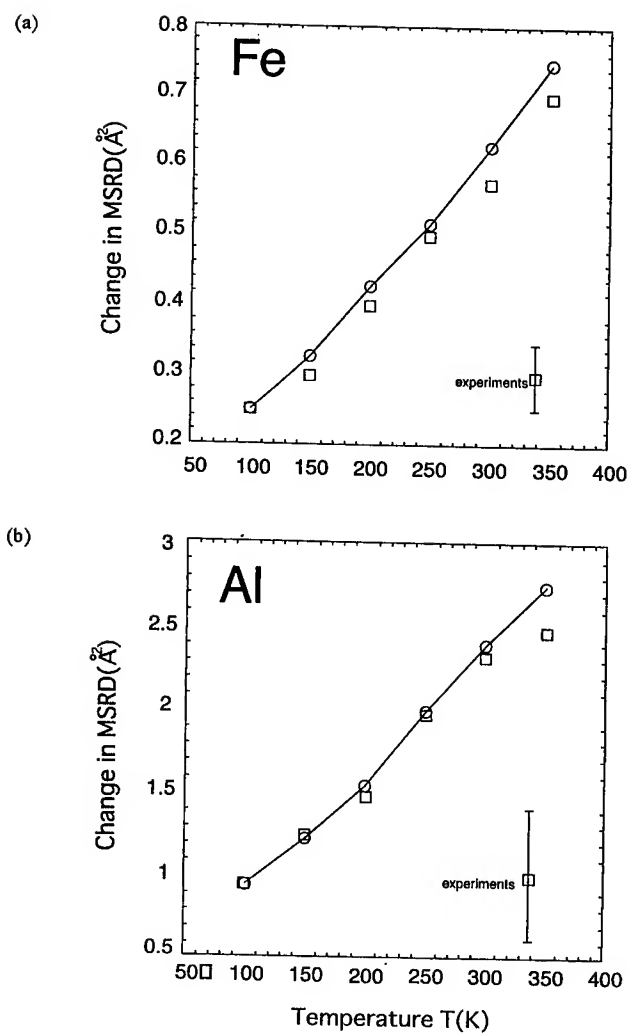 (a)
Fe
Change in MSRD(Å²)
0.8
0.7
0.6
0.5
0.4
0.3
0.2
experiments
50 100 150 200 250 300 350 400
(b)
Al
Change in MSRD(Å²)
3
2.5
2
1.5
1
0.5
experiments
50 100 150 200 250 300 350 400
Temperature T(K)